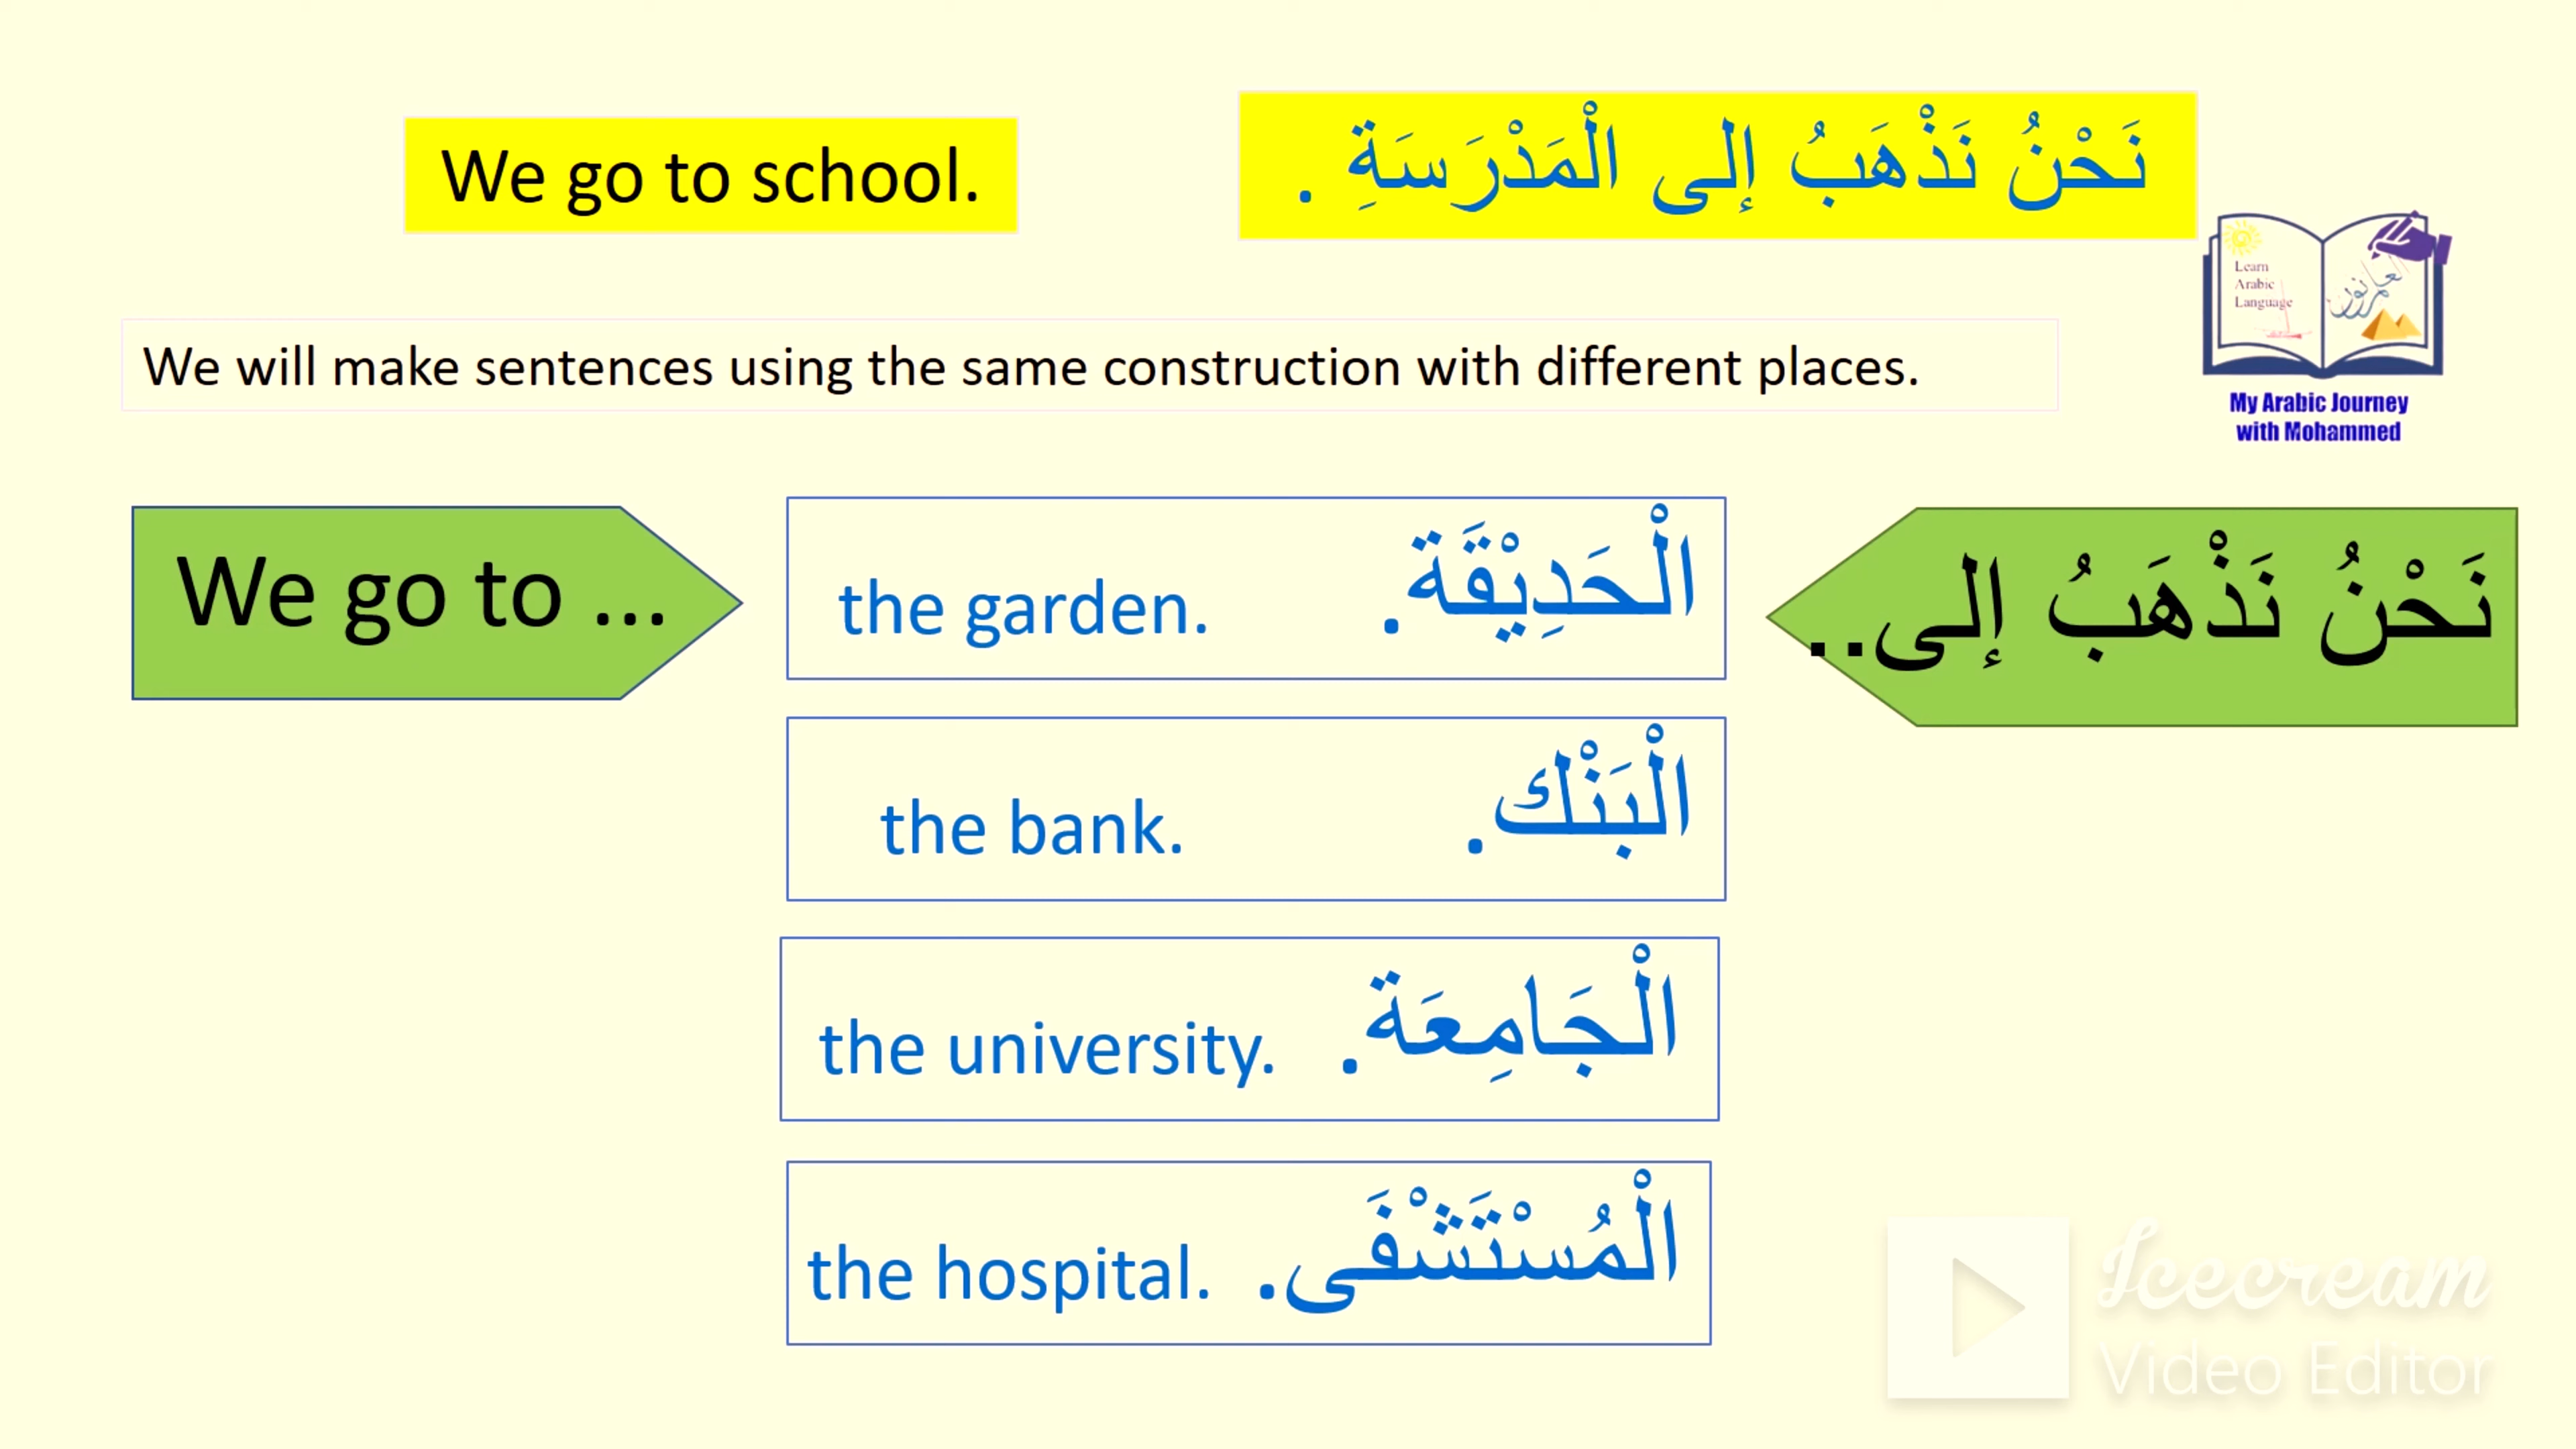 We go to school.
نَحْنُ نَذْهَبُ إلى الْمَدْرَسَةِ .
Learn
Arabic
Language
My Arabic Journey
with Mohammed
We will make sentences using the same construction with different places.
We go to ...
the garden. الْحَدِيْقَة.
نَحْنُ نَذْهَبُ إلى..
the bank. الْبَنْك.
the university. الْجَامِعَة.
the hospital. الْمُسْتَشْفَى.
Icecream
Video Editor